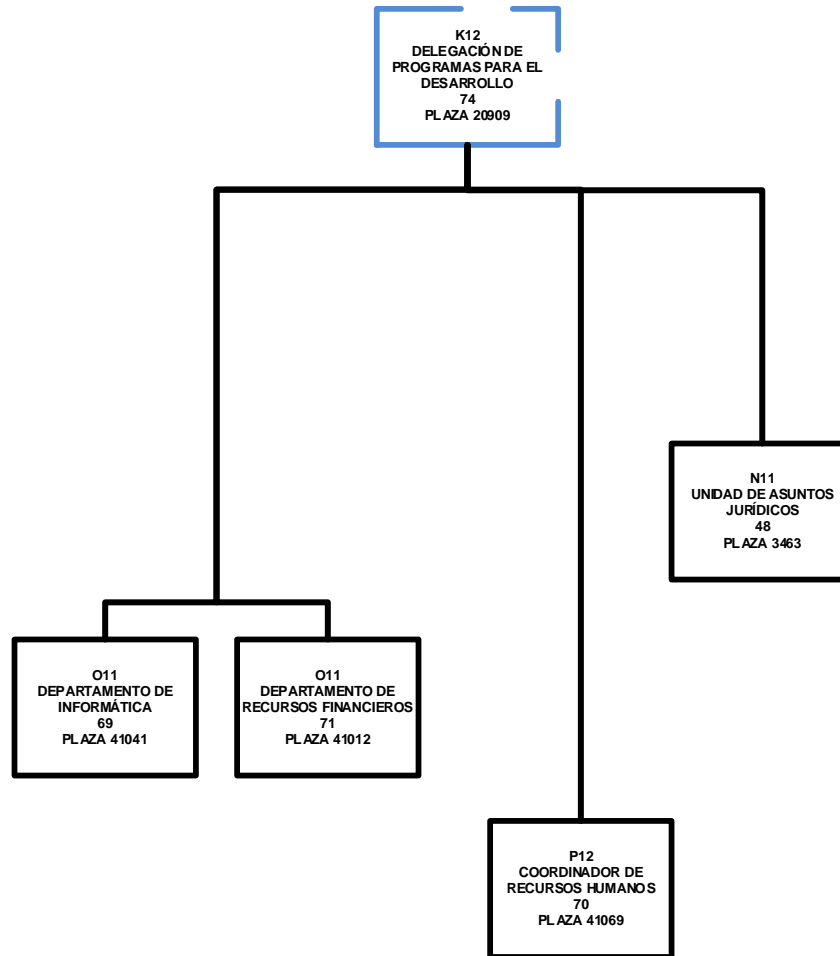 K12
DELEGACIÓN DE
PROGRAMAS PARA EL
DESARROLLO
74
PLAZA 20909
N11
UNIDAD DE ASUNTOS
JURÍDICOS
48
PLAZA 3463
O11
DEPARTAMENTO DE
INFORMÁTICA
69
PLAZA 41041
O11
DEPARTAMENTO DE
RECURSOS FINANCIEROS
71
PLAZA 41012
P12
COORDINADOR DE
RECURSOS HUMANOS
70
PLAZA 41069